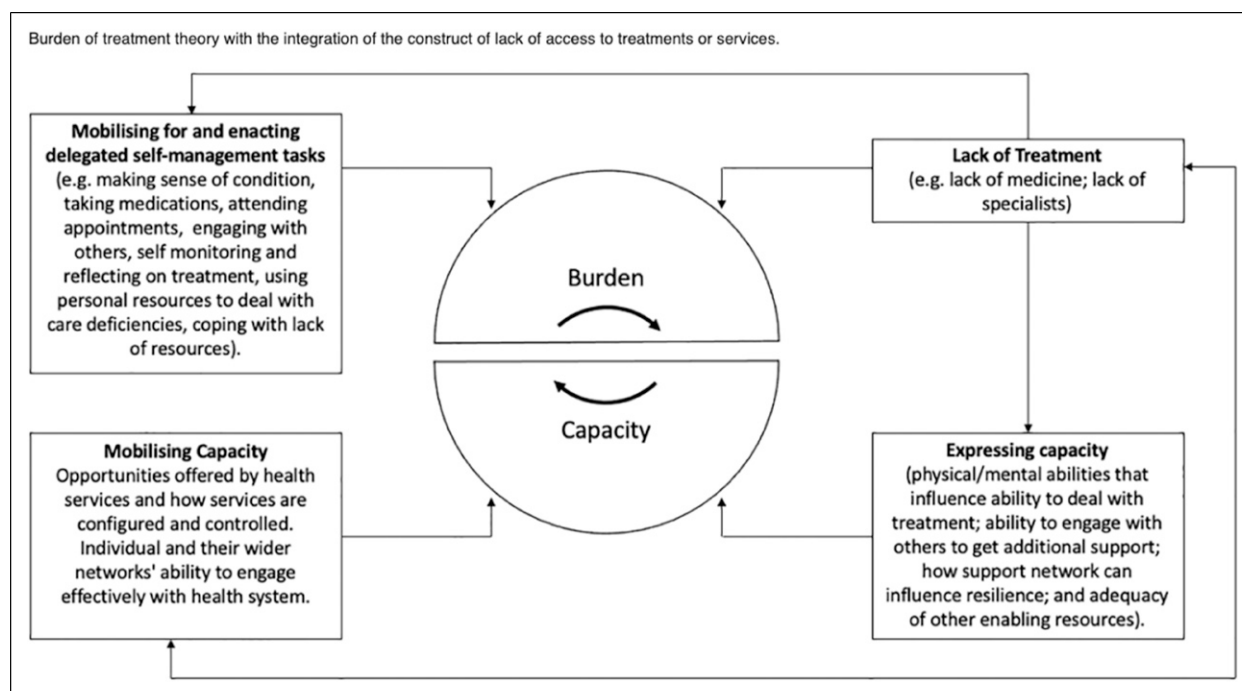 Burden of treatment theory with the integration of the construct of lack of access to treatments or services.
Mobilising for and enacting
delegated self-management tasks
(e.g. making sense of condition,
taking medications, attending
appointments, engaging with
others, self monitoring and
reflecting on treatment, using
personal resources to deal with
care deficiencies, coping with lack
of resources).
Lack of Treatment
(e.g. lack of medicine; lack of
specialists)
Burden
Capacity
Mobilising Capacity
Opportunities offered by health
services and how services are
configured and controlled.
Individual and their wider
networks' ability to engage
effectively with health system.
Expressing capacity
(physical/mental abilities that
influence ability to deal with
treatment; ability to engage with
others to get additional support;
how support network can
influence resilience; and adequacy
of other enabling resources).